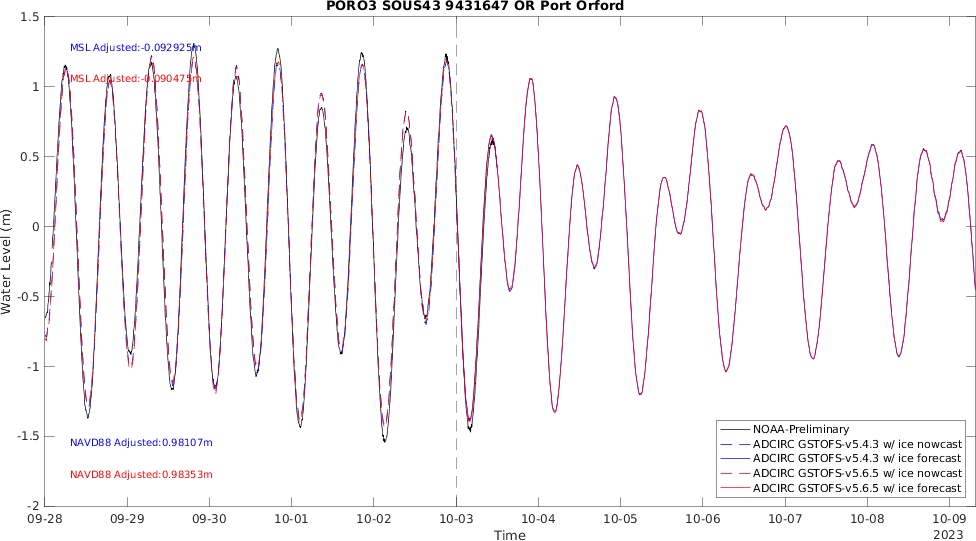 PORO3 SOUS43 9431647 OR Port Orford
1.5
MSL Adjusted:-0.092925m
MSL Adjusted:-0.090475m
1
0.5
0
-0.5
-1
-1.5
-2
Water Level (m)
NAVD88 Adjusted:0.98107m
NAVD88 Adjusted:0.98353m
NOAA-Preliminary
ADCIRC GSTOFS-v5.4.3 w/ ice nowcast
ADCIRC GSTOFS-v5.4.3 w/ ice forecast
ADCIRC GSTOFS-v5.6.5 w/ ice nowcast
ADCIRC GSTOFS-v5.6.5 w/ ice forecast
09-28 09-29 09-30 10-01 10-02 10-03 10-04 10-05 10-06 10-07 10-08 10-09
2023
Time